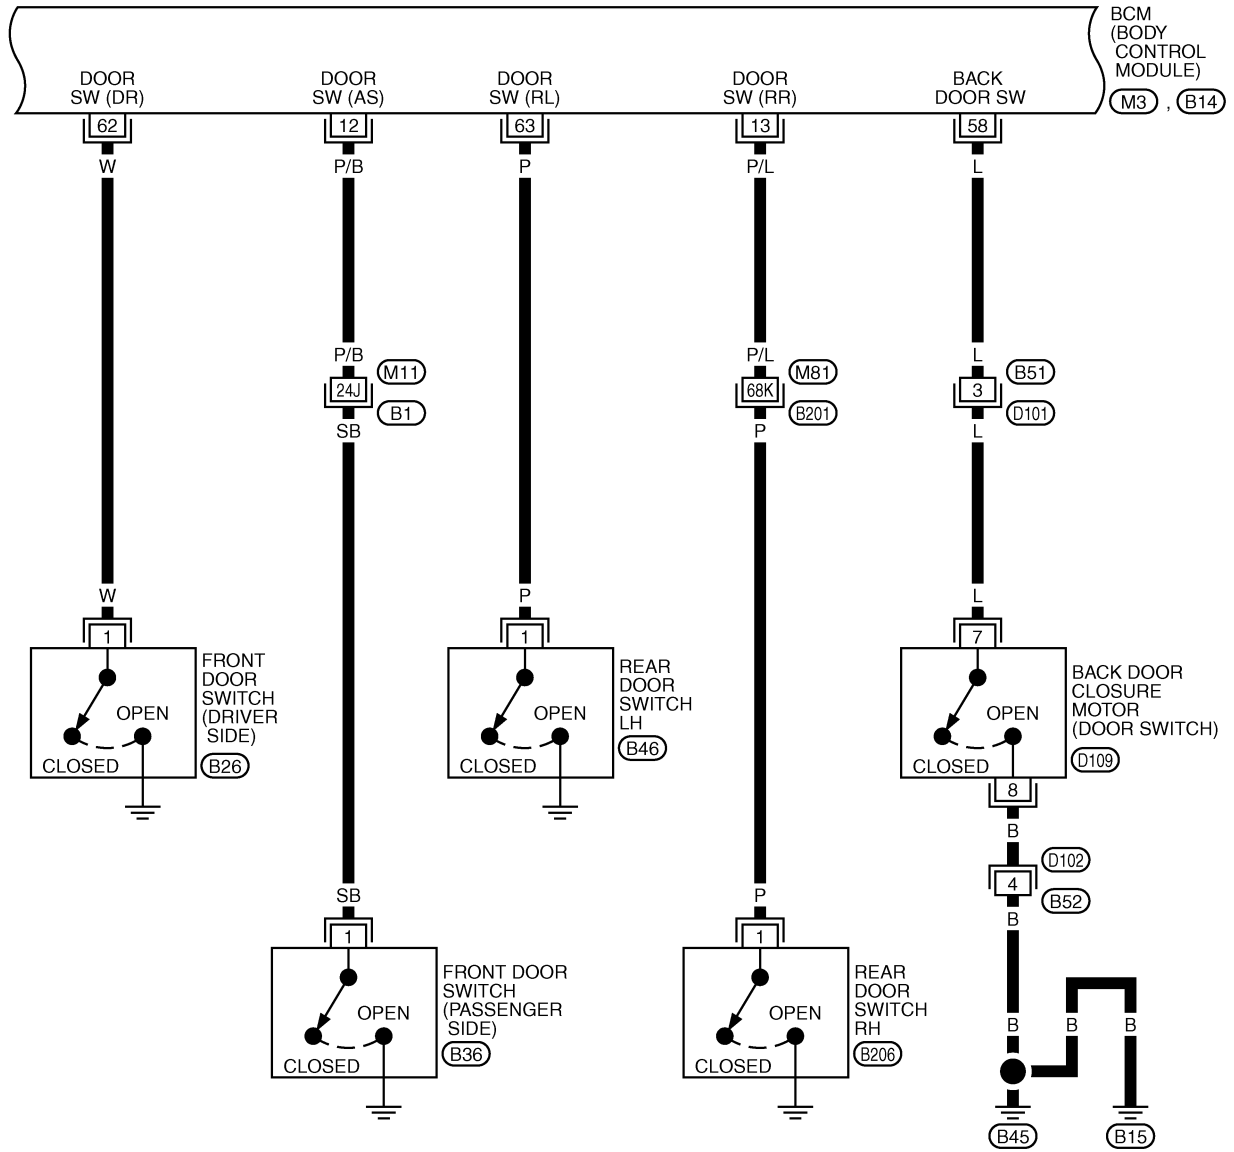 BCM
(BODY
CONTROL
MODULE)
M3 , B14
DOOR
SW (DR)
DOOR
SW (AS)
DOOR
SW (RL)
DOOR
SW (RR)
BACK
DOOR SW
62
12
63
13
58
W
P/B
P
P/L
L
P/B
P/L
L
M11
M81
B51
24J
68K
3
B1
B201
D101
SB
P
L
W
P
L
1
1
7
FRONT
DOOR
SWITCH
(DRIVER
SIDE)
B26
OPEN
CLOSED
REAR
DOOR
SWITCH
LH
B46
OPEN
CLOSED
BACK DOOR
CLOSURE
MOTOR
(DOOR SWITCH)
D109
OPEN
CLOSED
8
B
D102
4
B52
B
SB
P
1
1
FRONT DOOR
SWITCH
(PASSENGER
SIDE)
B36
OPEN
CLOSED
REAR
DOOR
SWITCH
RH
B206
OPEN
CLOSED
B
B
B
B45
B15